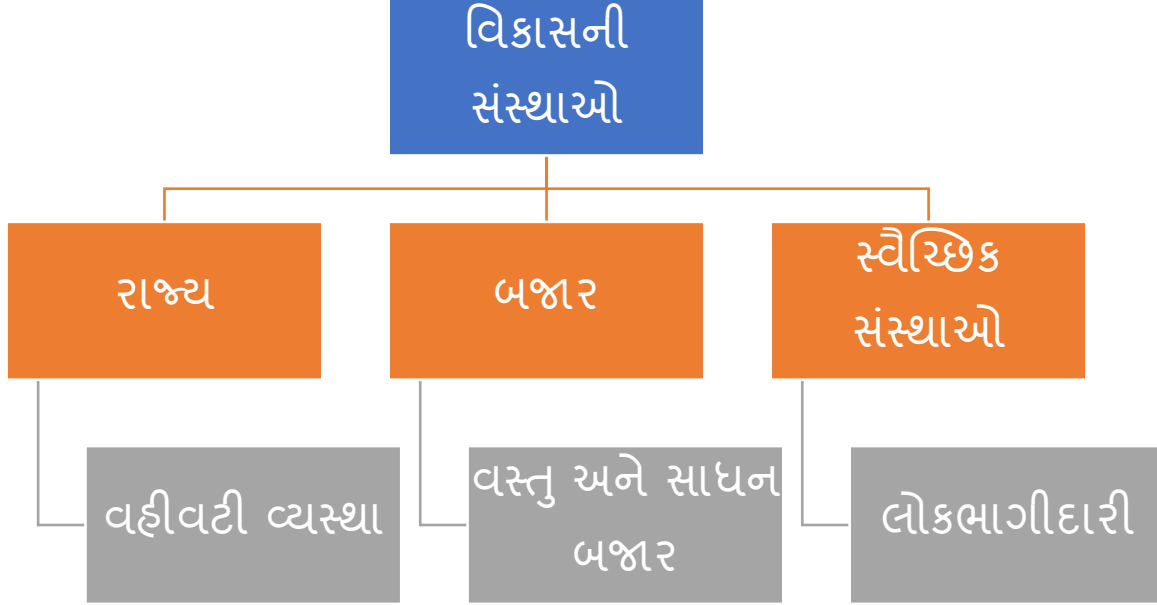 વિકાસની
સંસ્થાઓ
રાજ્ય
બજાર
સ્વૈચ્છિક
સંસ્થાઓ
વહીવટી વ્યસ્થા
વસ્તુ અને સાધન
બજાર
લોકભાગીદારી